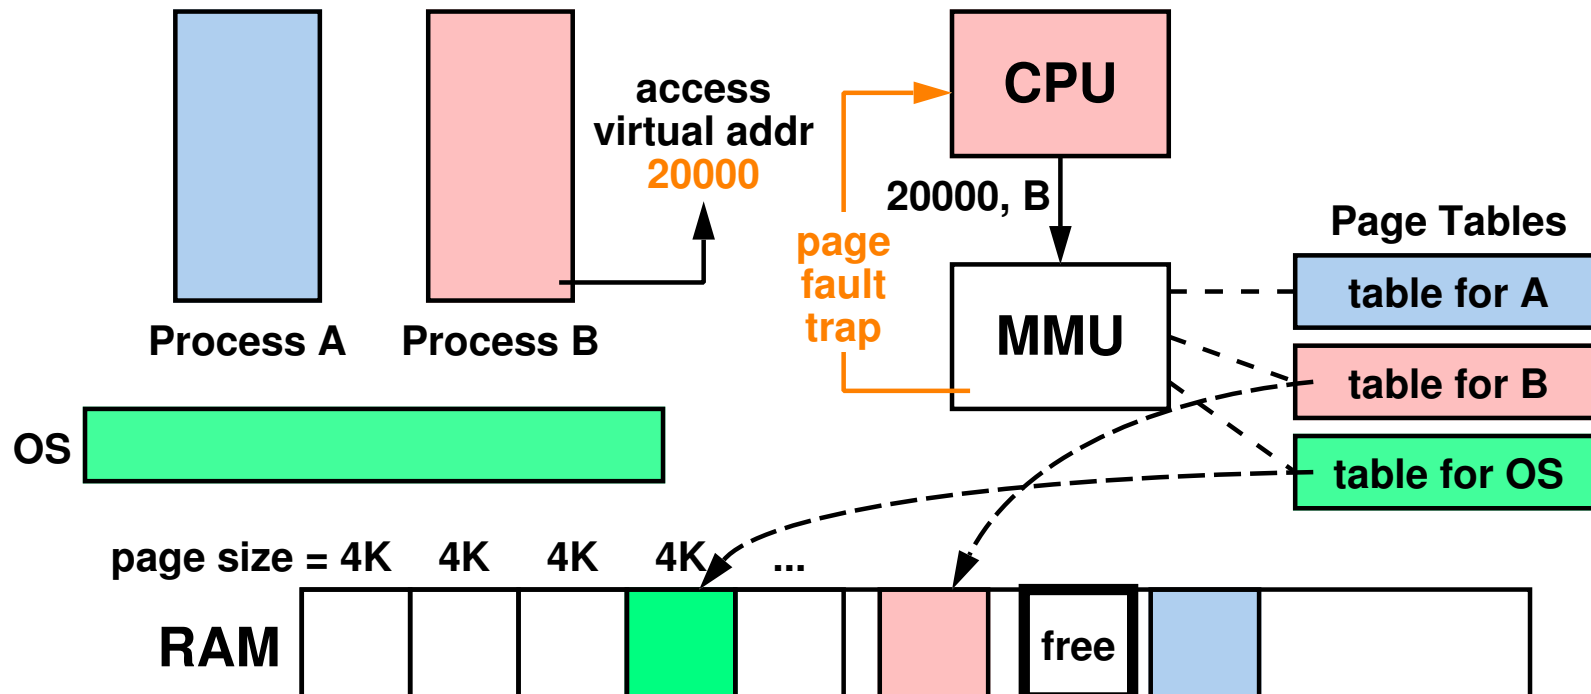 access
virtual addr
20000
CPU
20000, B
page
fault
trap
MMU
Page Tables
table for A
table for B
table for OS
Process A
Process B
OS
page size = 4K 4K 4K 4K ...
RAM
free